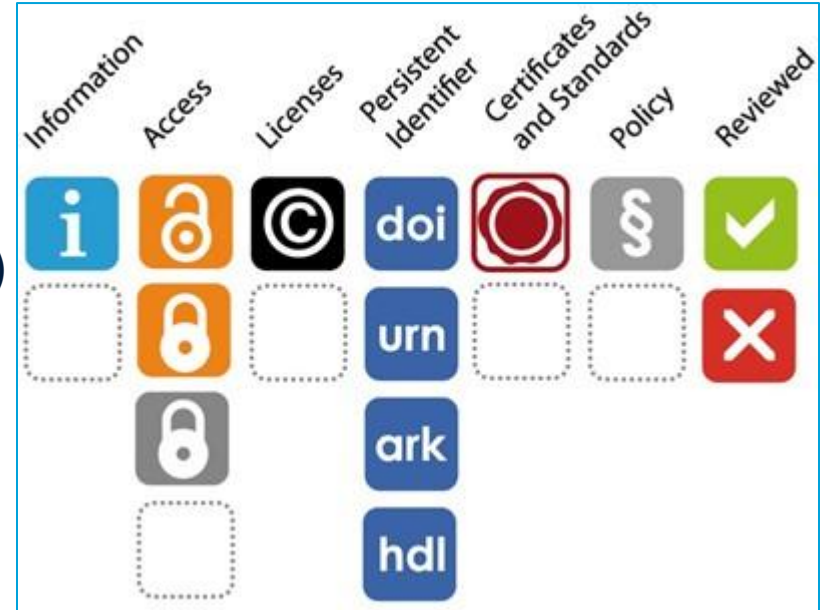 Information
Access
Licenses
Persistent
Identifier
Certificates
and Standards
Policy
Reviewed
i
©
doi
§
urn
ark
hdl
)